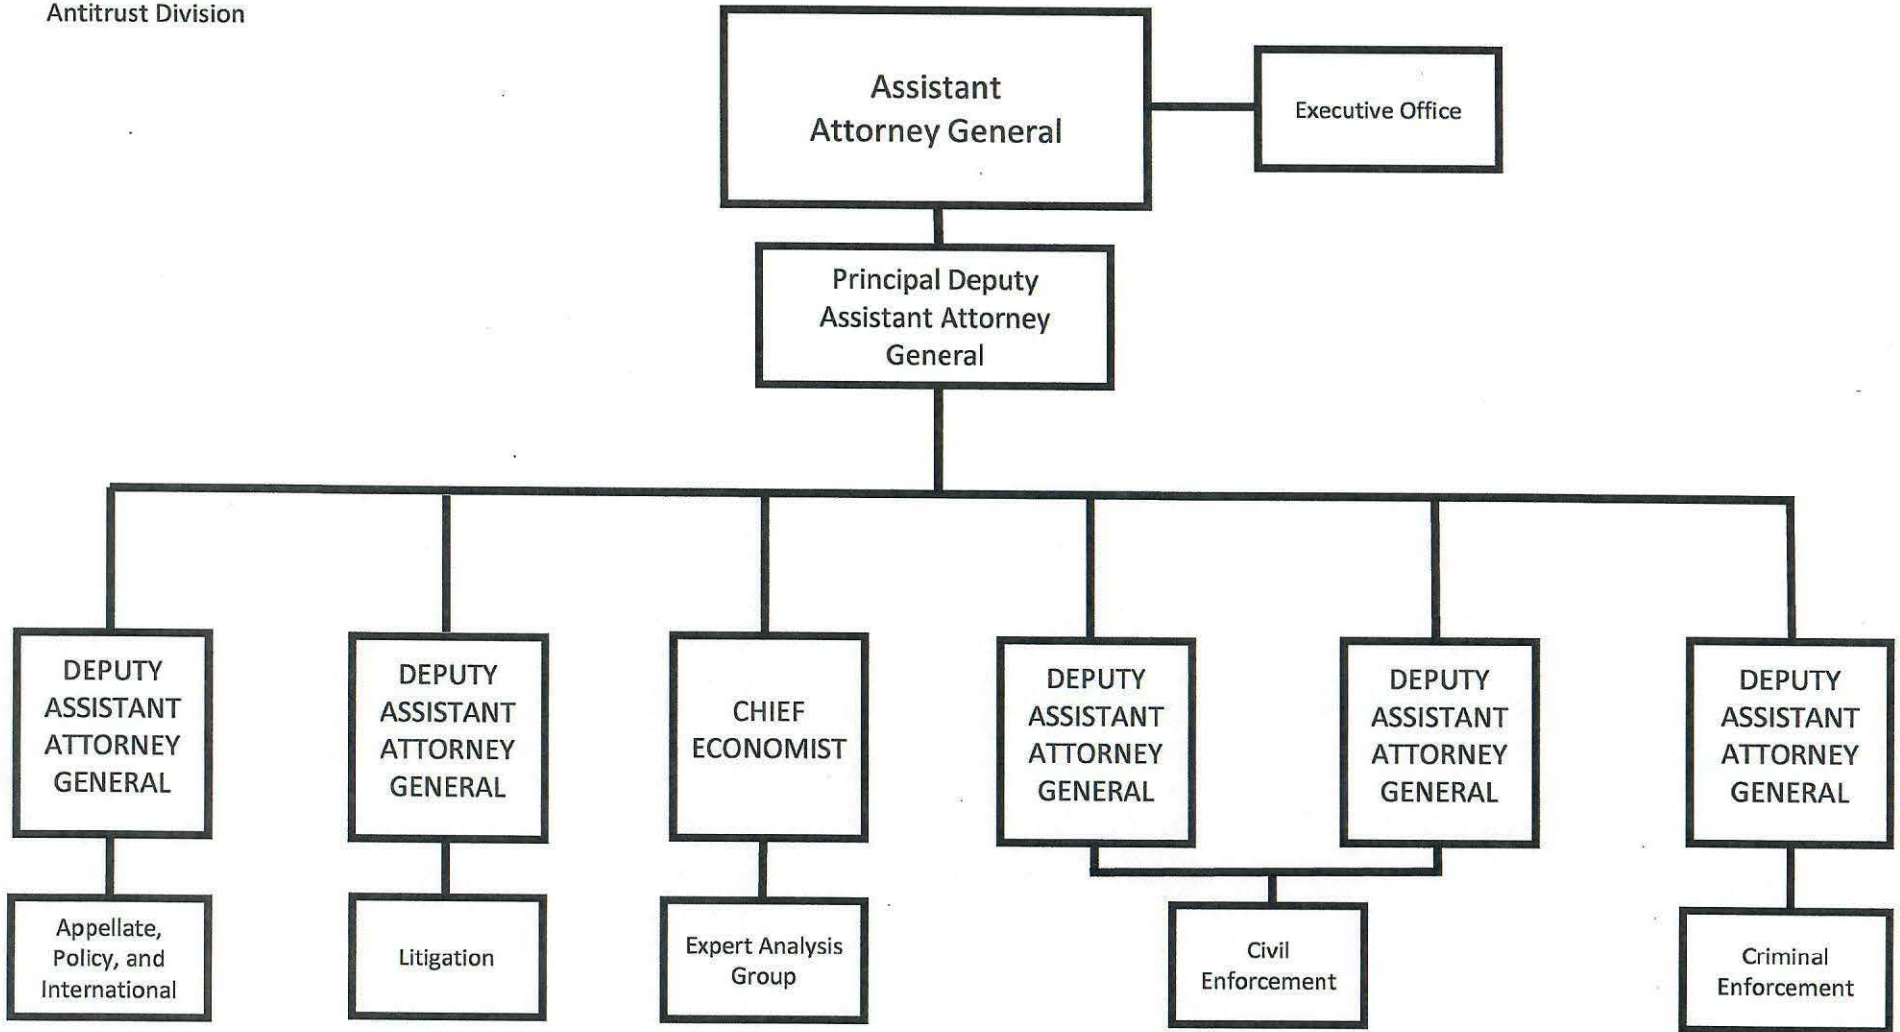 Antitrust Division
Assistant
Attorney General
Executive Office
Principal Deputy
Assistant Attorney
General
DEPUTY
ASSISTANT
ATTORNEY
GENERAL
DEPUTY
ASSISTANT
ATTORNEY
GENERAL
CHIEF
ECONOMIST
DEPUTY
ASSISTANT
ATTORNEY
GENERAL
DEPUTY
ASSISTANT
ATTORNEY
GENERAL
DEPUTY
ASSISTANT
ATTORNEY
GENERAL
Appellate,
Policy, and
International
Litigation
Expert Analysis
Group
Civil
Enforcement
Criminal
Enforcement